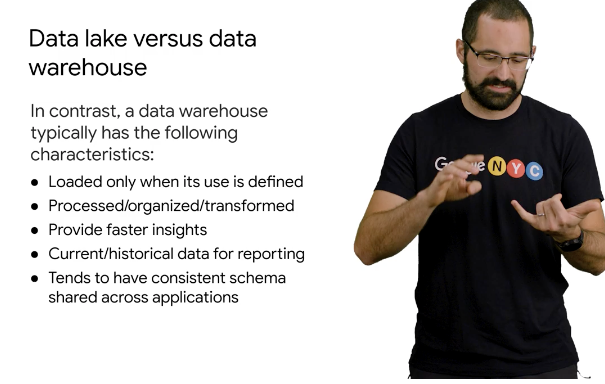 Data lake versus data
warehouse
In contrast, a data warehouse
typically has the following
characteristics:
• Loaded only when its use is defined
• Processed/organized/transformed
• Provide faster insights
• Current/historical data for reporting
• Tends to have consistent schema
shared across applications
NYC